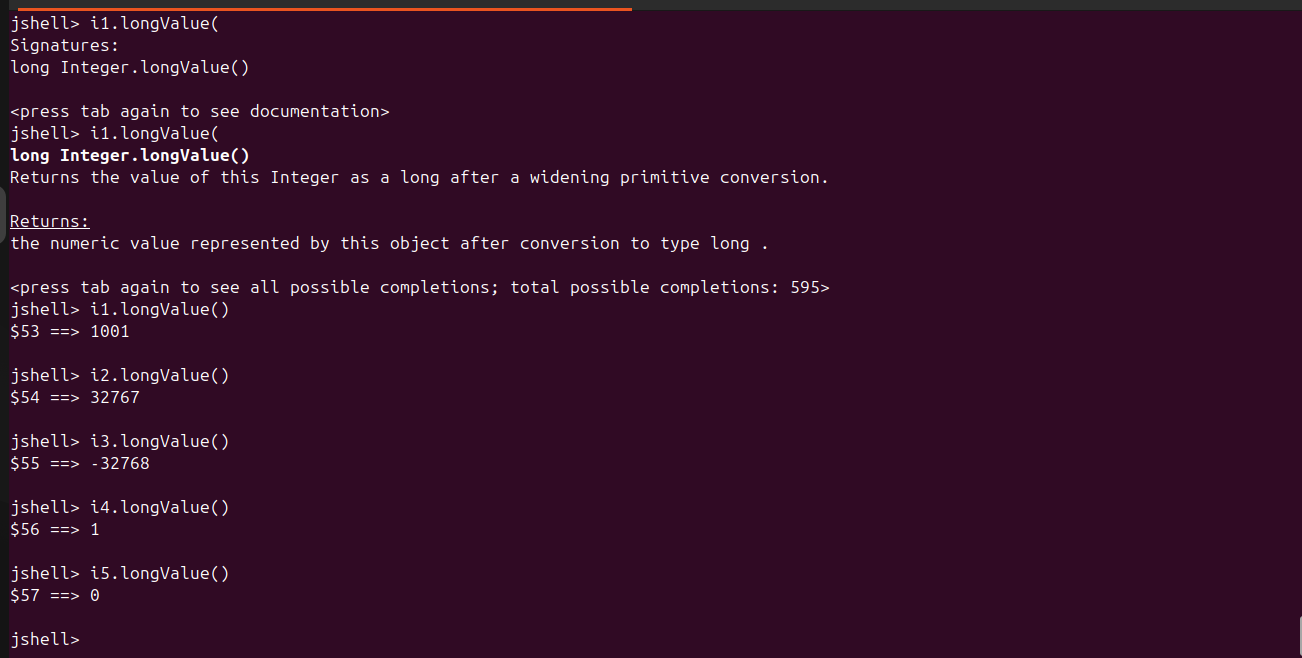 jshell> i1.longValue(
Signatures:
long Integer.longValue()
<press tab again to see documentation>
jshell> i1.longValue(
long Integer.longValue()
Returns the value of this Integer as a long after a widening primitive conversion.
Returns:
the numeric value represented by this object after conversion to type long .
<press tab again to see all possible completions; total possible completions: 595>
jshell> i1.longValue()
$53 ==> 1001
jshell> i2.longValue()
$54 ==> 32767
jshell> i3.longValue()
$55 ==> -32768
jshell> i4.longValue()
$56 ==> 1
jshell> i5.longValue()
$57 ==> 0
jshell>